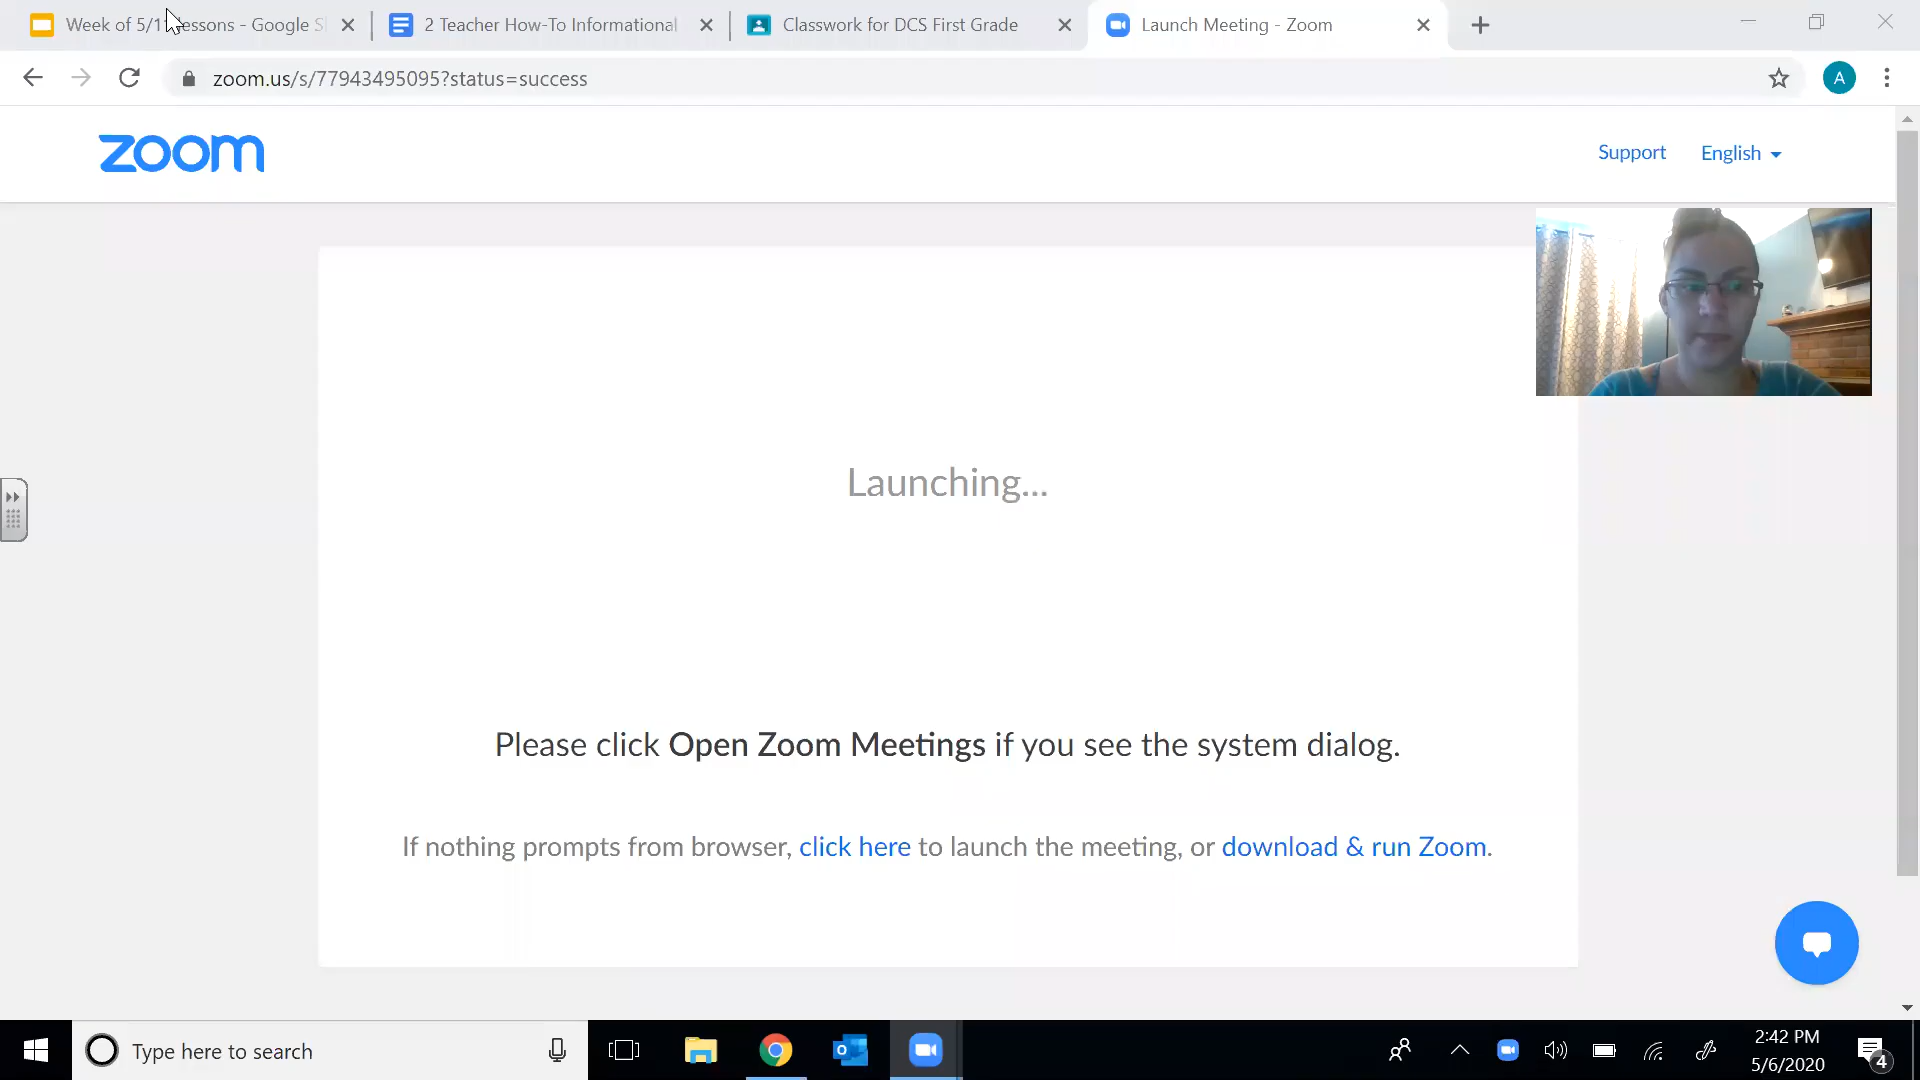 Week of 5/11 Lessons - Google S
2 Teacher How-To Informational
Classwork for DCS First Grade
Launch Meeting - Zoom
zoom.us/s/77943495095?status=success
A
zoom
Support
English
Launching...
Please click Open Zoom Meetings if you see the system dialog.
If nothing prompts from browser, click here to launch the meeting, or download & run Zoom.
Type here to search
2:42 PM
5/6/2020
4